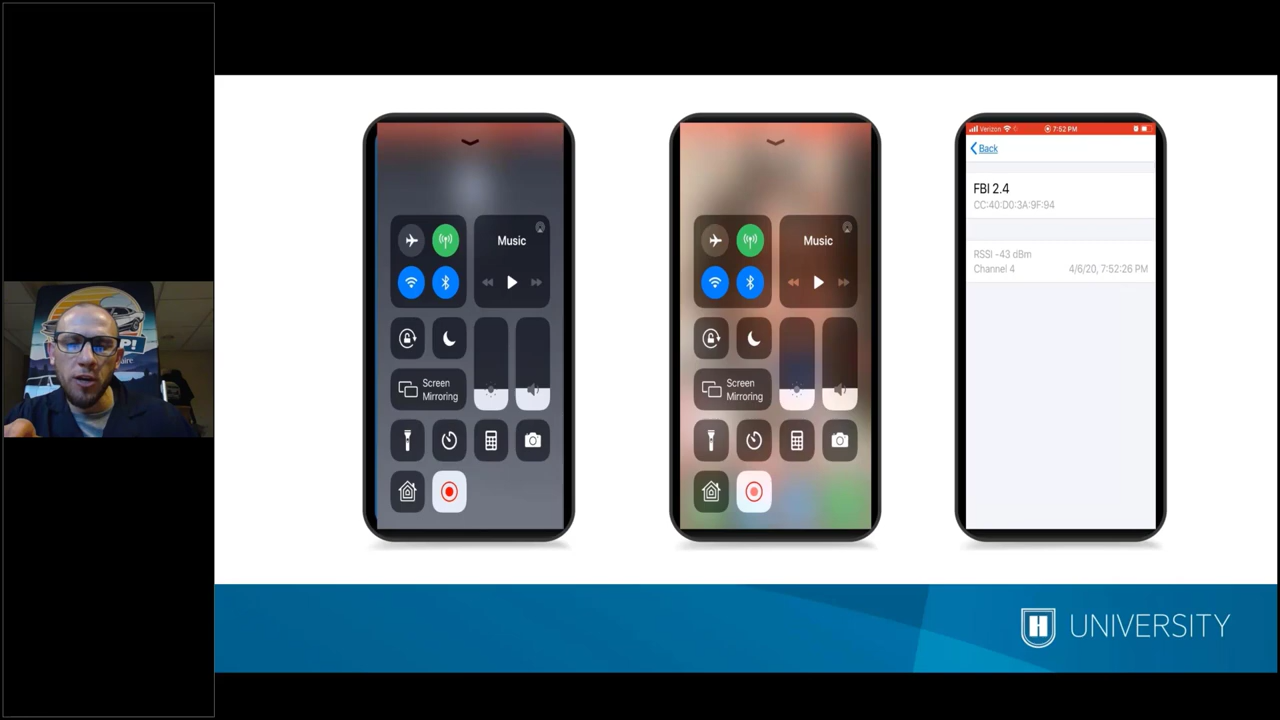 P!
aire
Music
Screen
Mirroring
Music
Screen
Mirroring
Verizon
7:52 PM
Back
FBI 2.4
CC:40:D0:3A:9F:94
RSSI -43 dBm
Channel 4
4/6/20, 7:52:26 PM
H UNIVERSITY